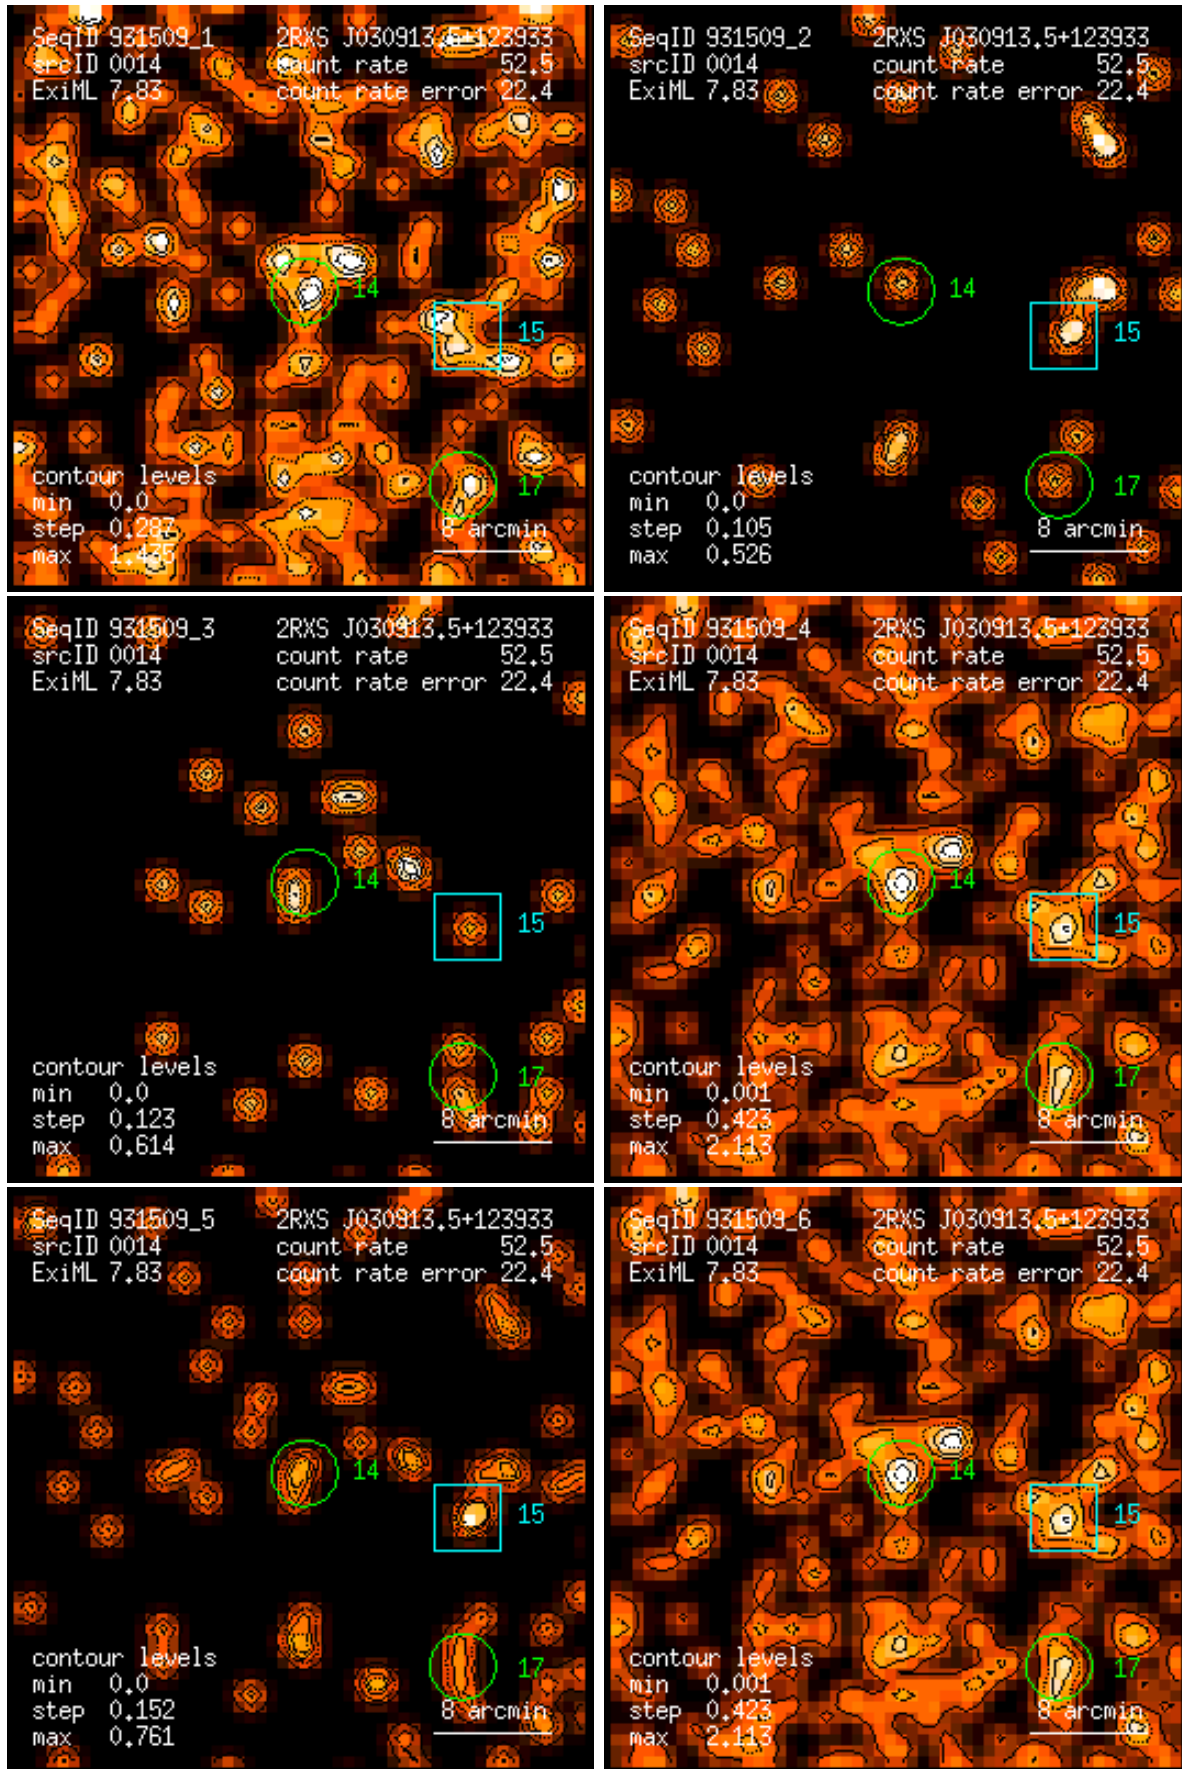 SeqID 931509_1 2RXS J030913.5+123933
srcID 0014 count rate 52.5
ExiML 7.83 count rate error 22.4
14
15
contour levels
min 0.0 17
step 0.287 8 arcmin
max 1.435
SeqID 931509_2 2RXS J030913.5+123933
srcID 0014 count rate 52.5
ExiML 7.83 count rate error 22.4
14
15
contour levels
min 0.0 17
step 0.105 8 arcmin
max 0.526
SeqID 931509_3 2RXS J030913.5+123933
srcID 0014 count rate 52.5
ExiML 7.83 count rate error 22.4
14
15
contour levels
min 0.0 17
step 0.123 8 arcmin
max 0.614
SeqID 931509_4 2RXS J030913.5+123933
srcID 0014 count rate 52.5
ExiML 7.83 count rate error 22.4
14
15
contour levels
min 0.001 17
step 0.423 8 arcmin
max 2.113
SeqID 931509_5 2RXS J030913.5+123933
srcID 0014 count rate 52.5
ExiML 7.83 count rate error 22.4
14
15
contour levels
min 0.0 17
step 0.152 8 arcmin
max 0.761
SeqID 931509_6 2RXS J030913.5+123933
srcID 0014 count rate 52.5
ExiML 7.83 count rate error 22.4
14
15
contour levels
min 0.001 17
step 0.423 8 arcmin
max 2.113